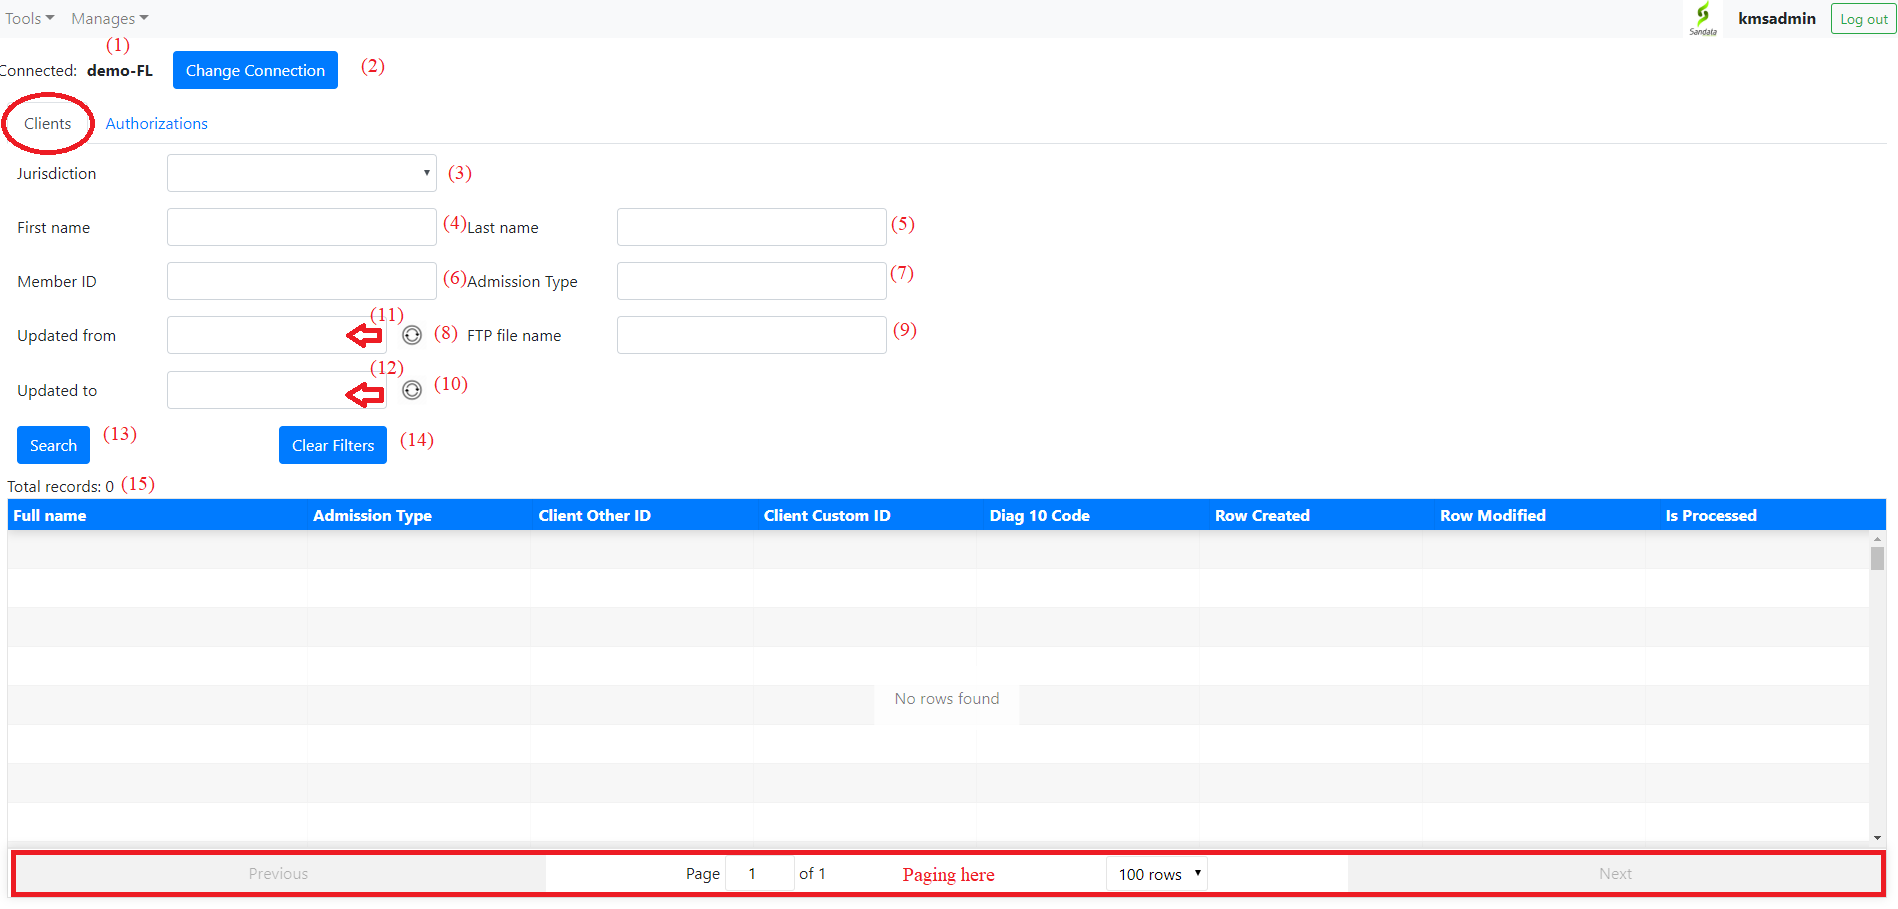 Tools Manages Sandata kmsadmin Log out
(1)
Connected: demo-FL Change Connection (2)
Clients Authorizations
Jurisdiction (3)
First name (4) Last name (5)
Member ID (6) Admission Type (7)
(11)
Updated from (8) FTP file name (9)
(12)
Updated to (10)
Search (13) Clear Filters (14)
Total records: 0 (15)
Full name Admission Type Client Other ID Client Custom ID Diag 10 Code Row Created Row Modified Is Processed
No rows found
Previous Page 1 of 1 Paging here 100 rows Next